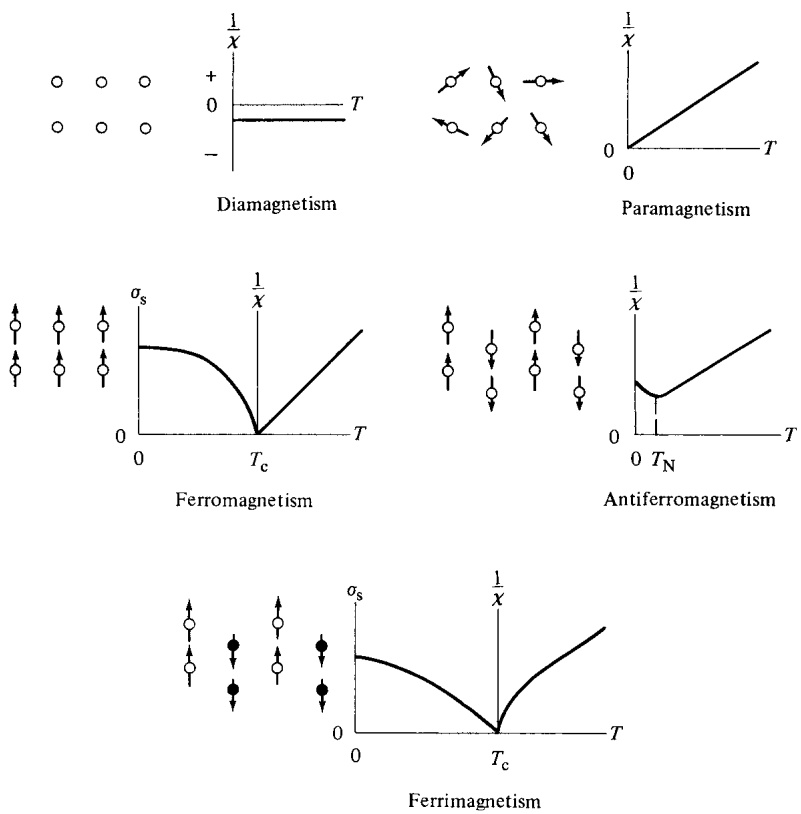 1/χ
+
0
T
−
Diamagnetism
1/χ
0
T
0
Paramagnetism
σs
1/χ
0
T
0
Tc
Ferromagnetism
1/χ
0
T
0 TN
Antiferromagnetism
σs
1/χ
0
T
0
Tc
Ferrimagnetism